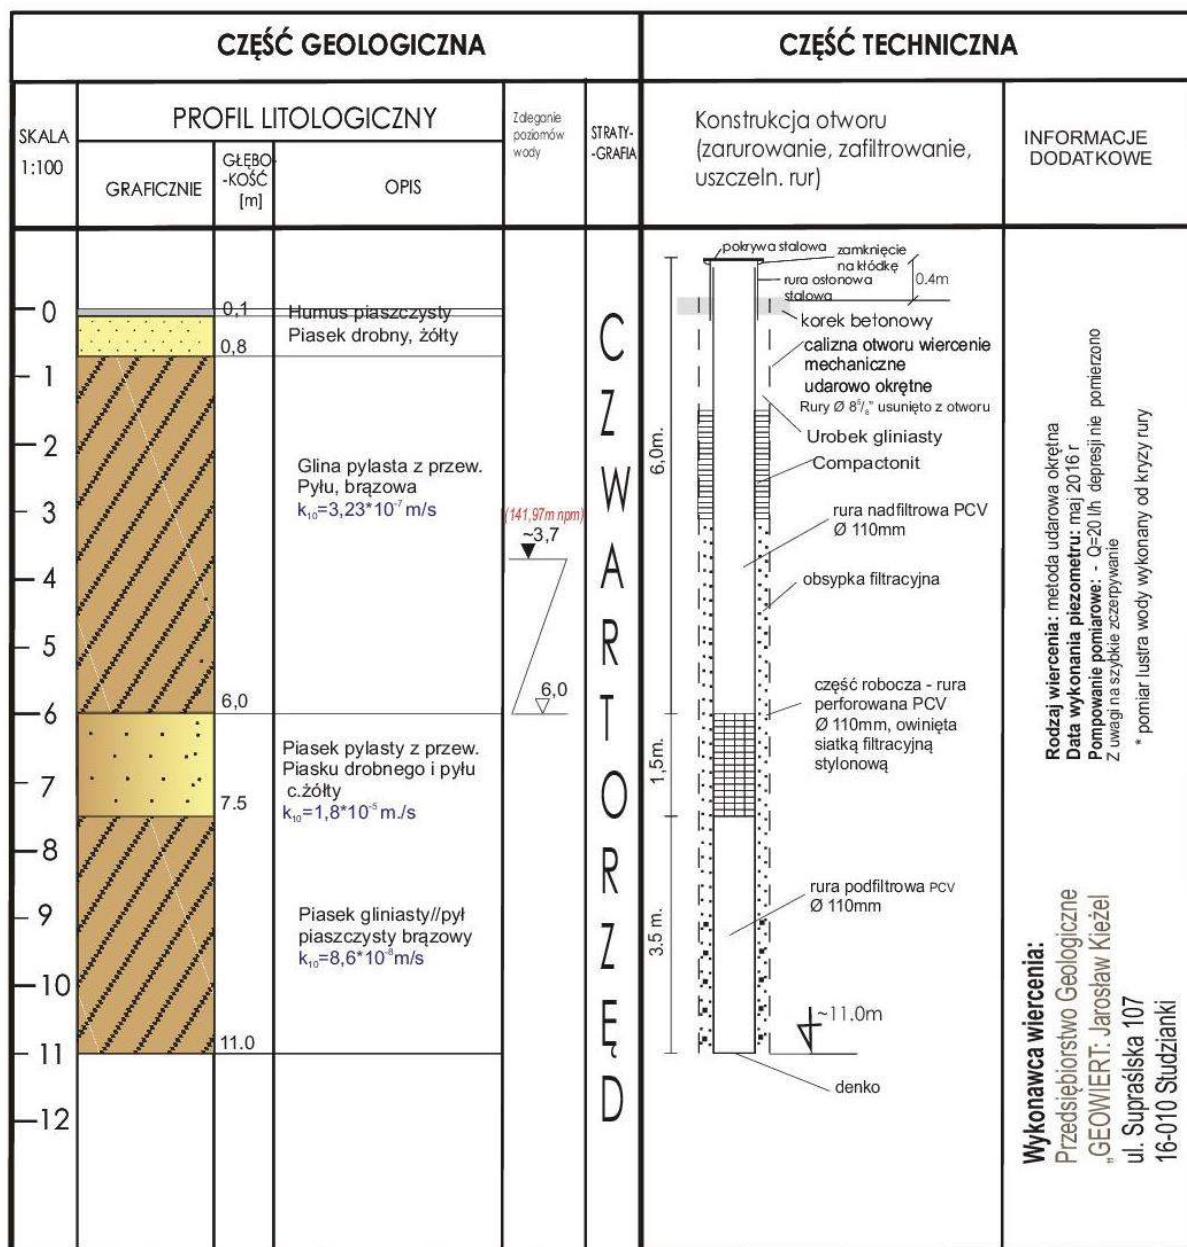 CZĘŚĆ GEOLOGICZNA
CZĘŚĆ TECHNICZNA
SKALA
1:100
PROFIL LITOLOGICZNY
GRAFICZNIE
GŁĘBO-
-KOŚĆ
[m]
OPIS
Zaleganie
poziomów
wody
STRATY-
-GRAFIA
Konstrukcja otworu
(zarurowanie, zafiltrowanie,
uszczeln. rur)
INFORMACJE
DODATKOWE
0
1
2
3
4
5
6
7
8
9
10
11
12
0,1
0,8
6,0
7.5
11.0
Humus piaszczysty
Piasek drobny, żółty
Glina pylasta z przew.
Pyłu, brązowa
k₁₀=3,23*10⁻⁷ m/s
Piasek pylasty z przew.
Piasku drobnego i pyłu
c.żółty
k₁₀=1,8*10⁻⁵ m./s
Piasek gliniasty//pył
piaszczysty brązowy
k₁₀=8,6*10⁻⁸ m/s
(141,97m npm)
~3,7
6,0
CZWARTORZĘD
pokrywa stalowa
zamknięcie
na kłódkę
rura osłonowa
stalowa
0.4m
korek betonowy
calizna otworu wiercenie
mechaniczne
udarowo okrętne
Rury Ø 8⁵/₈" usunięto z otworu
Urobek gliniasty
Compactonit
rura nadfiltrowa PCV
Ø 110mm
obsypka filtracyjna
część robocza - rura
perforowana PCV
Ø 110mm, owinięta
siatką filtracyjną
stylonową
rura podfiltrowa PCV
Ø 110mm
~11.0m
denko
6,0m.
1,5m.
3.5 m.
Rodzaj wiercenia: metoda udarowa okrętna
Data wykonania piezometru: maj 2016 r
Pompowanie pomiarowe: - Q=20 l/h depresji nie pomierzono
Z uwagi na szybkie zczerpywanie
* pomiar lustra wody wykonany od kryzy rury
Wykonawca wiercenia:
Przedsiębiorstwo Geologiczne
„GEOWIERT: Jarosław Kieżel
ul. Supraślska 107
16-010 Studzianki